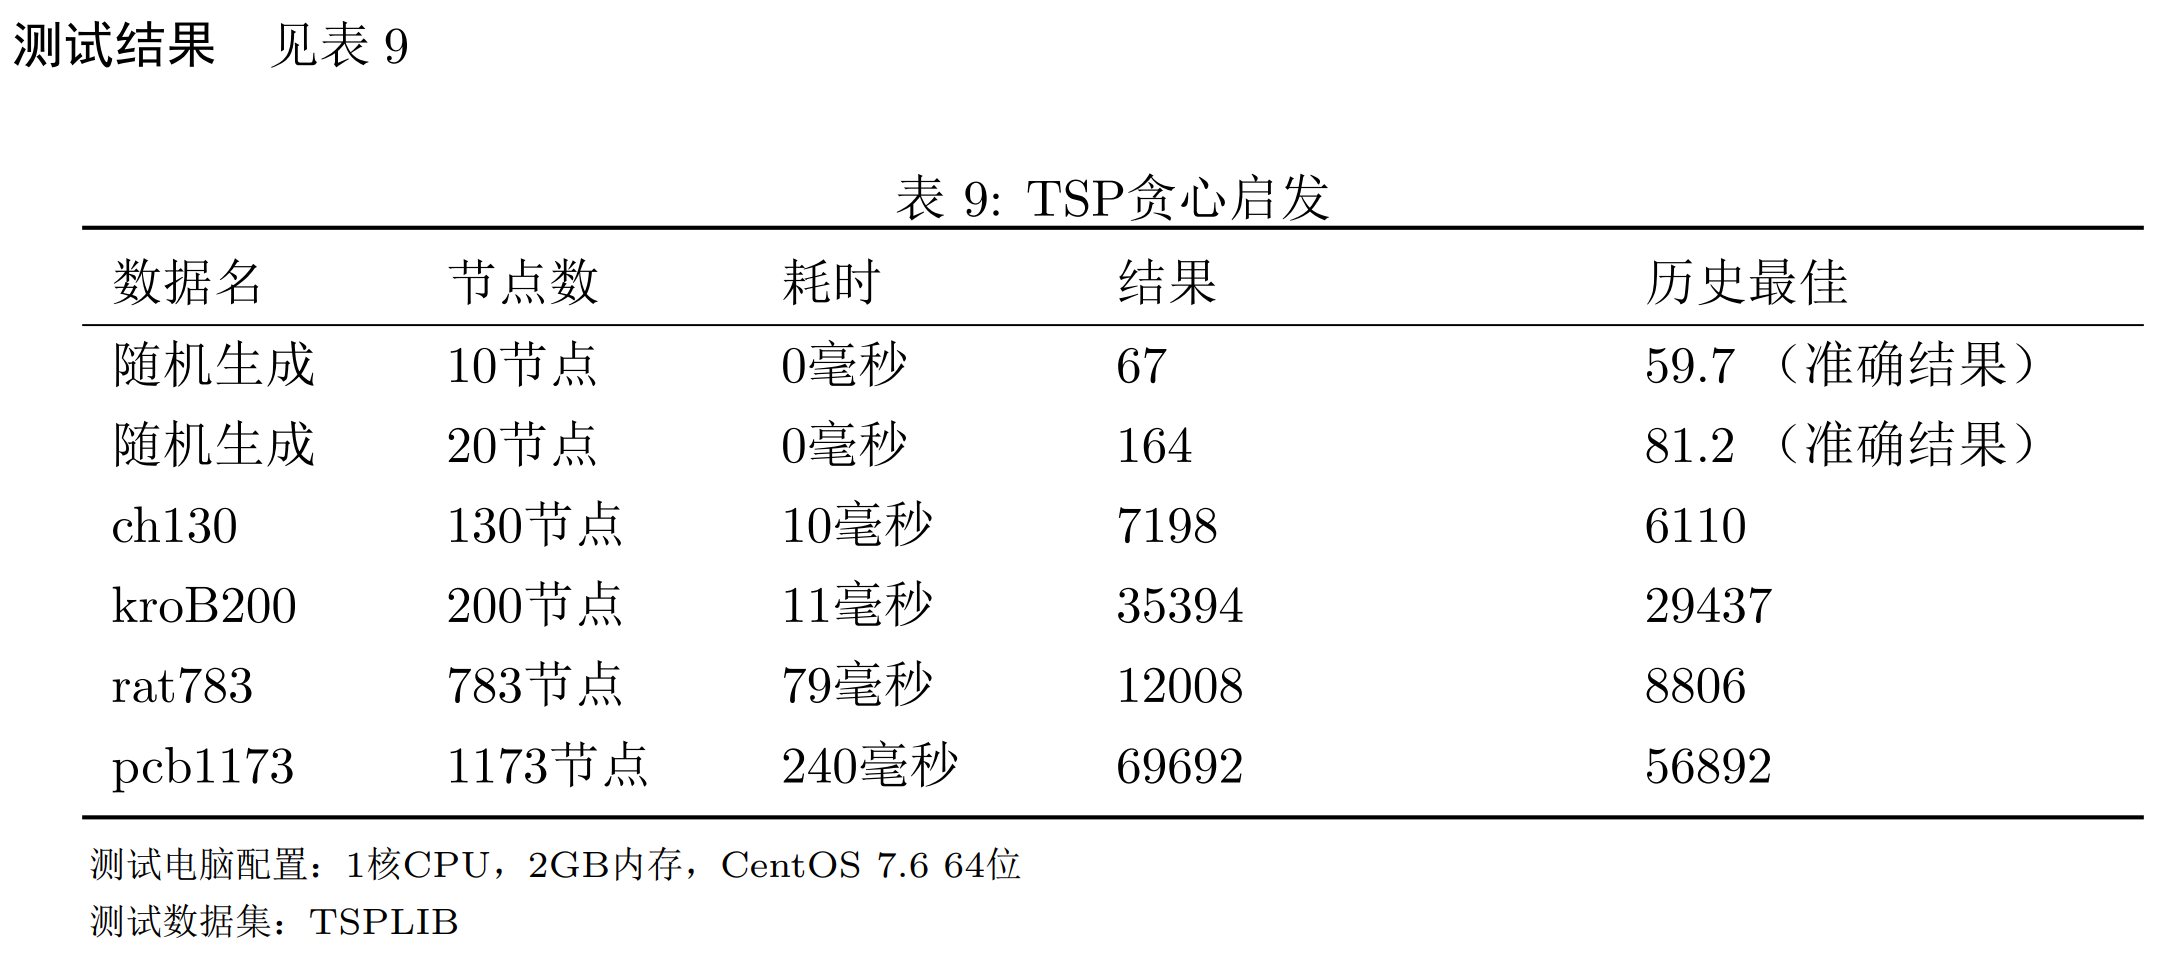 测试结果 见表 9
表 9: TSP贪心启发
数据名 节点数 耗时 结果 历史最佳
随机生成 10节点 0毫秒 67 59.7 （准确结果）
随机生成 20节点 0毫秒 164 81.2 （准确结果）
ch130 130节点 10毫秒 7198 6110
kroB200 200节点 11毫秒 35394 29437
rat783 783节点 79毫秒 12008 8806
pcb1173 1173节点 240毫秒 69692 56892
测试电脑配置：1核CPU，2GB内存，CentOS 7.6 64位
测试数据集：TSPLIB